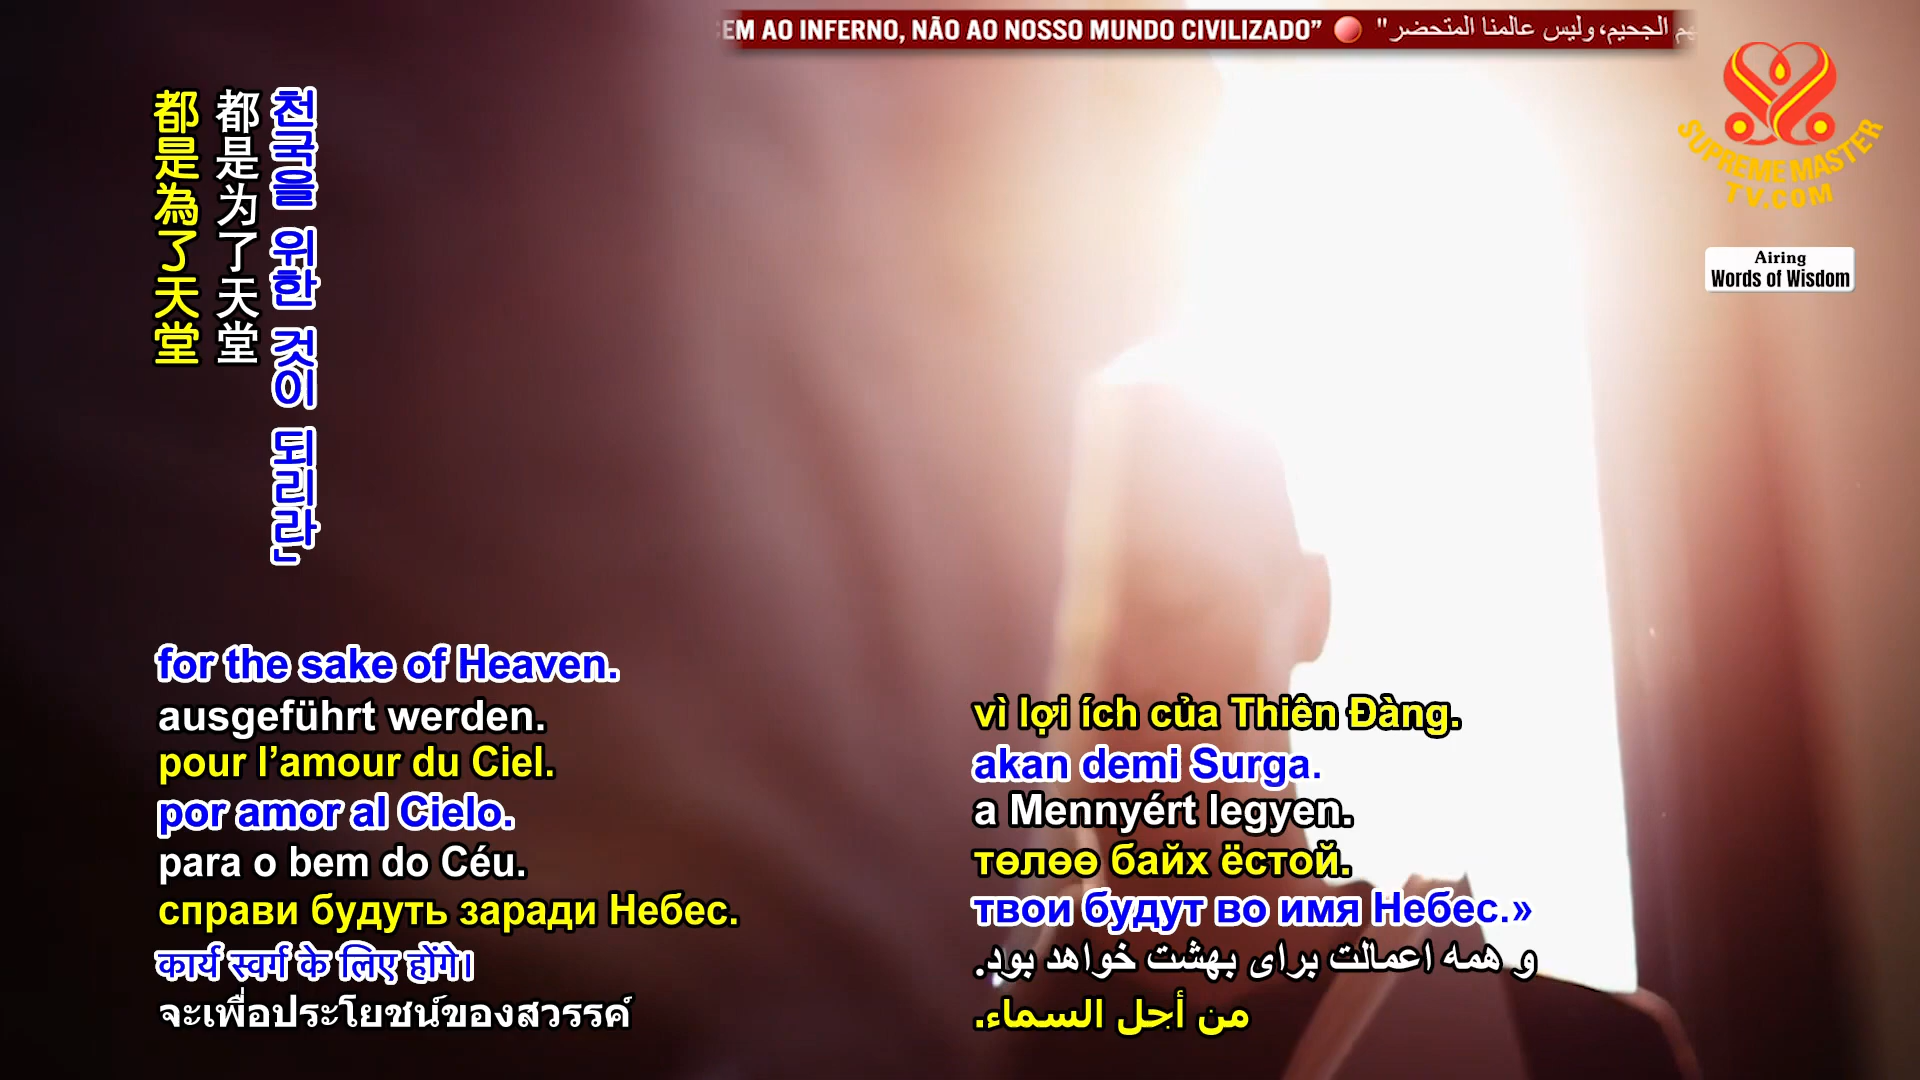 EM AO INFERNO, NÃO AO NOSSO MUNDO CIVILIZADO” "هم الجحيم، وليس عالمنا المتحضر
SUPREME MASTER
TV.COM
Airing
Words of Wisdom
천국을 위한 것이 되리라」
都是为了天堂
都是為了天堂
for the sake of Heaven.
ausgeführt werden.
pour l’amour du Ciel.
por amor al Cielo.
para o bem do Céu.
справи будуть заради Небес.
कार्य स्वर्ग के लिए होंगे।
จะเพื่อประโยชน์ของสวรรค์
vì lợi ích của Thiên Đàng.
akan demi Surga.
a Mennyért legyen.
төлөө байх ёстой.
твои будут во имя Небес.»
و همه اعمالت برای بهشت خواهد بود.
من أجل السماء.